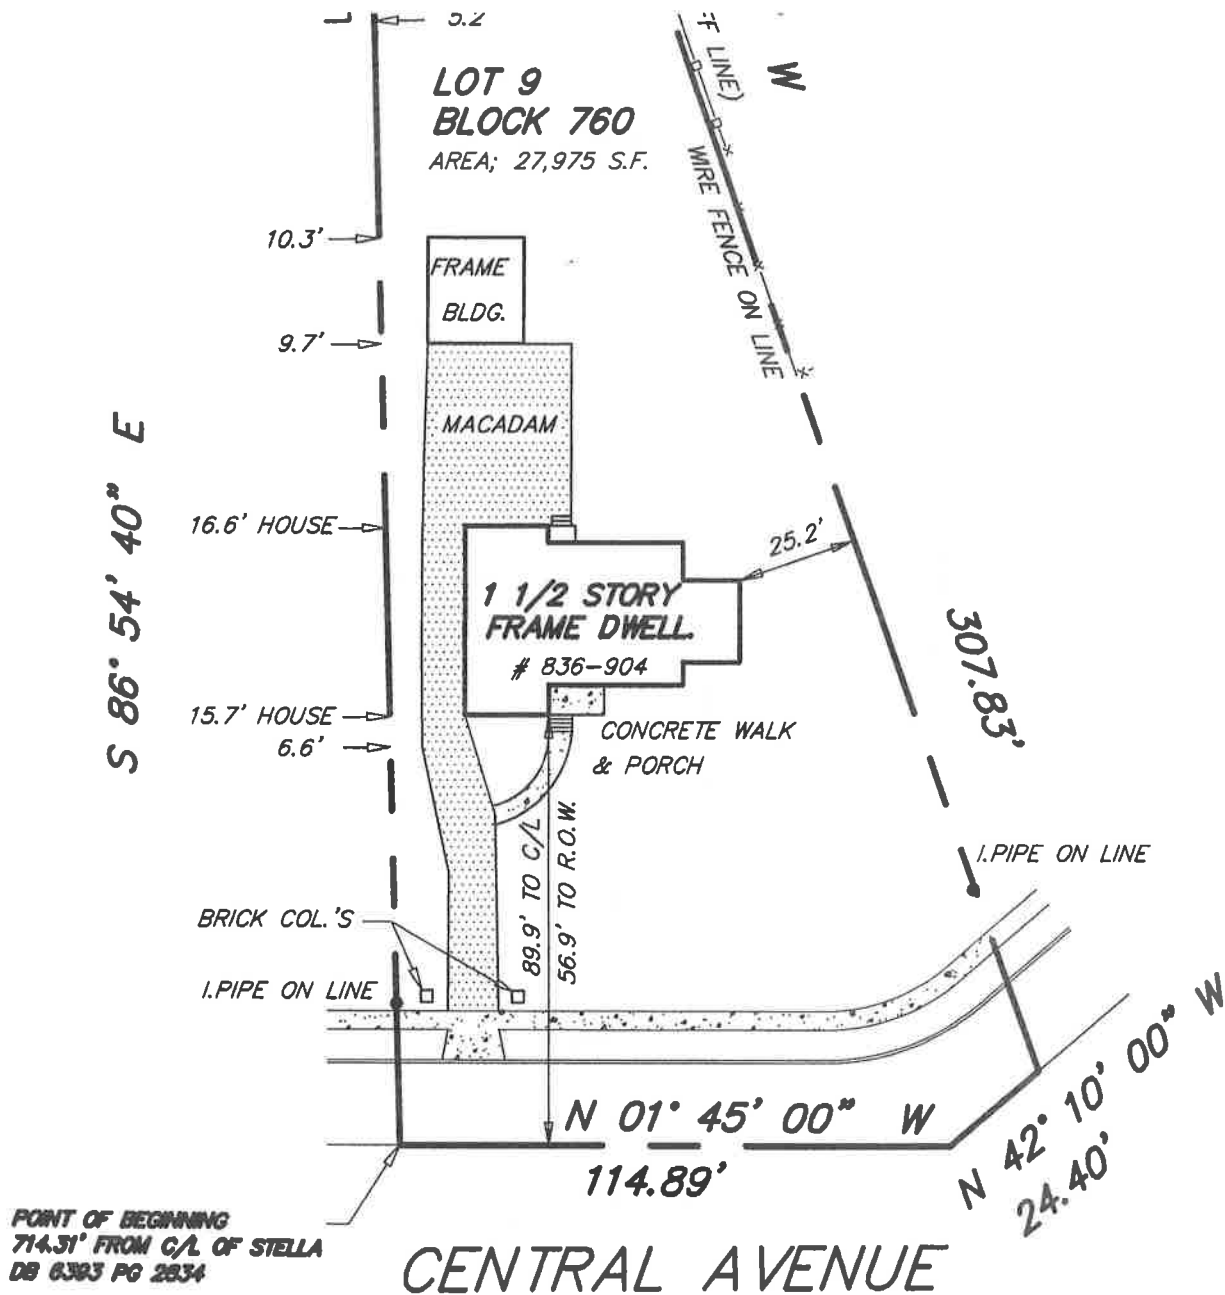 5.2
LOT 9
BLOCK 760
AREA; 27,975 S.F.
F LINE)
W
WIRE FENCE ON LINE
10.3'
FRAME
BLDG.
9.7'
MACADAM
S 86° 54' 40" E
16.6' HOUSE
25.2'
1 1/2 STORY
FRAME DWELL.
# 836-904
307.83'
15.7' HOUSE
6.6'
CONCRETE WALK
& PORCH
89.9' TO C/L
56.9' TO R.O.W.
I.PIPE ON LINE
BRICK COL.'S
I.PIPE ON LINE
N 01° 45' 00" W
114.89'
N 42° 10' 00" W
24.40'
POINT OF BEGINNING
714.31' FROM C/L OF STELLA
DB 6393 PG 2834
CENTRAL AVENUE